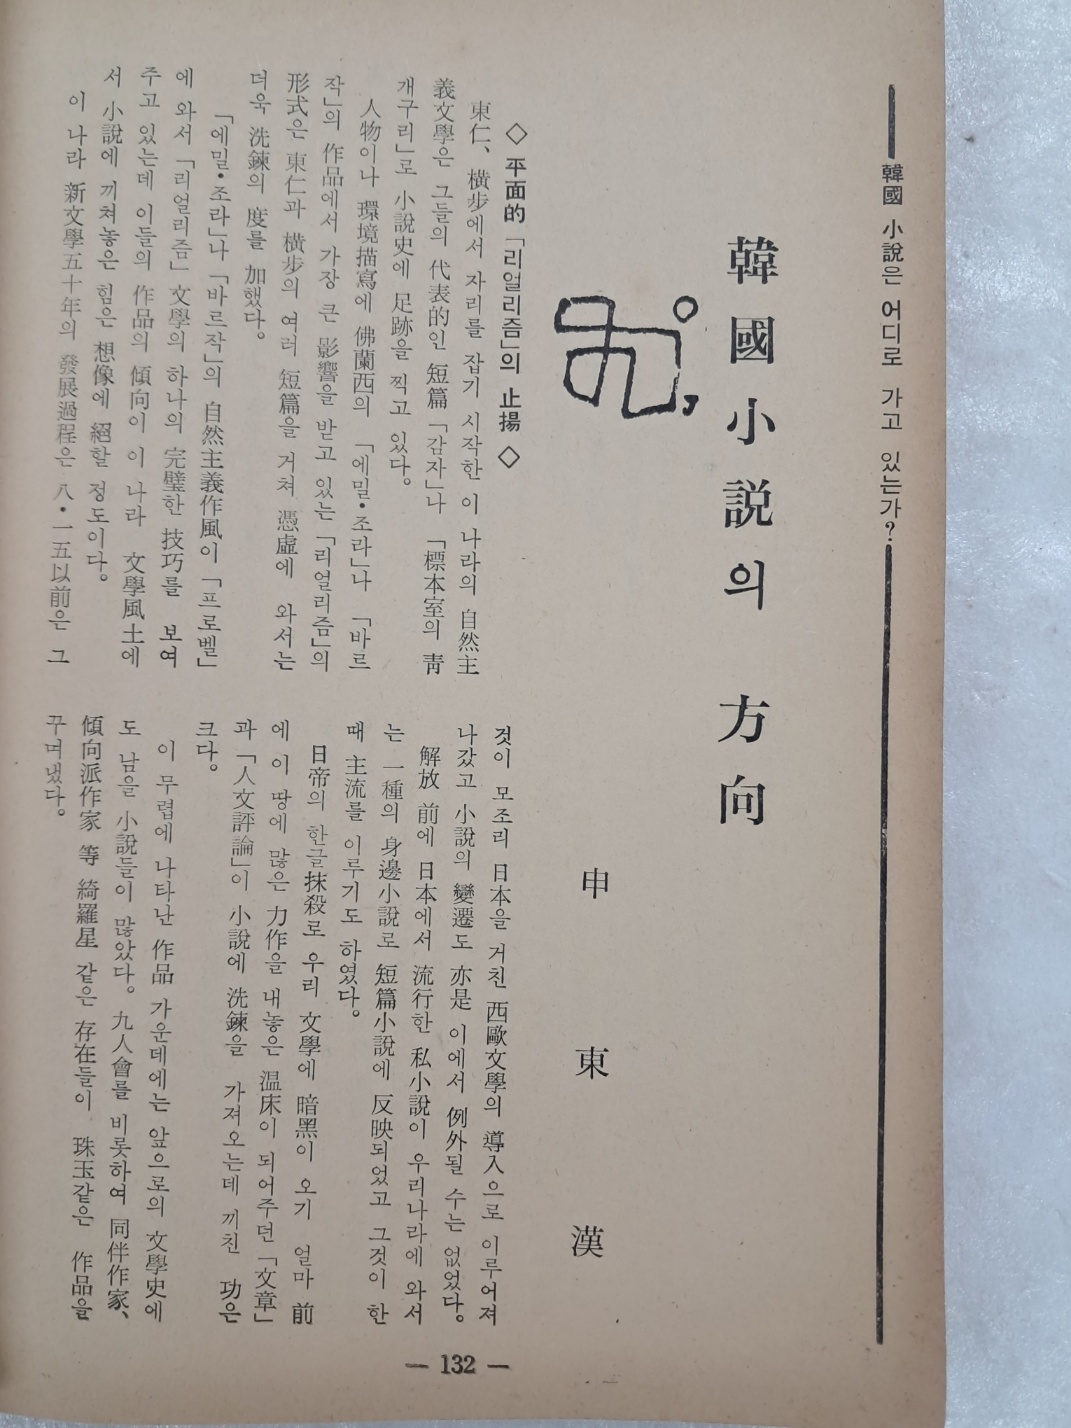 韓國 小說은 어디로 가고 있는가?
韓國小説의 方向
申東漢
◇ 平面的 「리얼리즘」의 止揚 ◇
東仁、橫步에서 자리를 잡기 시작한 이 나라의 自然主
義文學은 그들의 代表的인 短篇 「감자」나 「標本室의 靑
개구리」로 小說史에 足跡을 찍고 있다。
人物이나 環境描寫에 佛蘭西의 「에밀・조라」나 「바르
작」의 作品에서 가장 큰 影響을 받고 있는 「리얼리즘」의
形式은 東仁과 橫步의 여러 短篇을 거쳐 憑虛에 와서는
더욱 洗鍊의 度를 加했다。
「에밀・조라」나 「바르작」의 自然主義作風이 「프로벨」
에 와서 「리얼리즘」文學의 하나의 完璧한 技巧를 보여
주고 있는데 이들의 作品의 傾向이 이 나라 文學風土에
서 小說에 끼쳐놓은 힘은 想像에 絕할 정도이다。
이 나라 新文學五十年의 發展過程은 八・一五以前은 그
것이 모조리 日本을 거친 西歐文學의 導入으로 이루어져
나갔고 小說의 變遷도 亦是 이에서 例外될 수는 없었다。
解放 前에 日本에서 流行한 私小說이 우리나라에 와서
는 一種의 身邊小說로 短篇小說에 反映되었고 그것이 한
때 主流를 이루기도 하였다。
日帝의 한글抹殺로 우리 文學에 暗黑이 오기 얼마 前
에 이 땅에 많은 力作을 내놓은 温床이 되어주던 「文章」
과 「人文評論」이 小說에 洗鍊을 가져오는데 끼친 功은
크다。
이 무렵에 나타난 作品 가운데에는 앞으로의 文學史에
도 남을 小說들이 많았다。九人會를 비롯하여 同伴作家、
傾向派作家 等 綺羅星 같은 存在들이 珠玉같은 作品을
꾸며냈다。
— 132 —